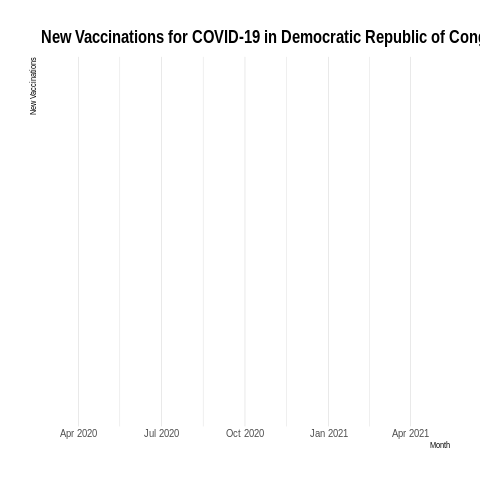 New Vaccinations for COVID-19 in Democratic Republic of Cong
New Vaccinations
Apr 2020
Jul 2020
Oct 2020
Jan 2021
Apr 2021
Month